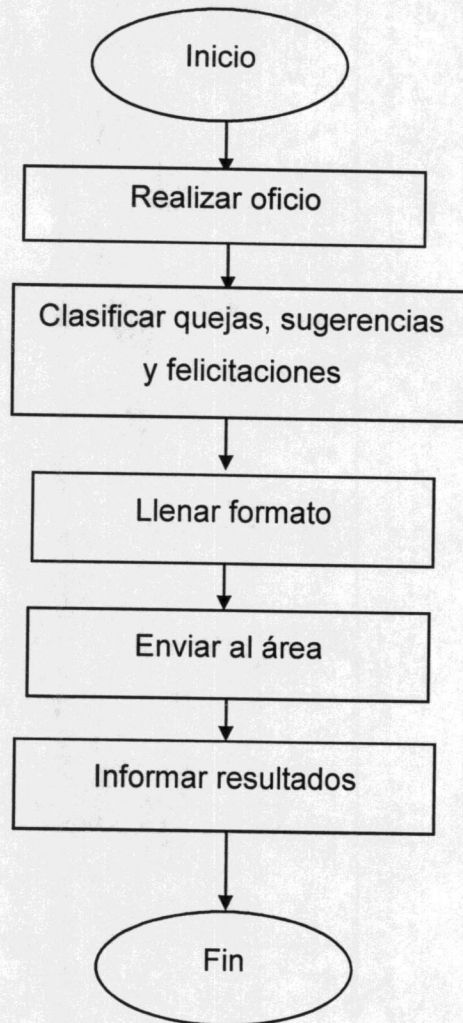 Inicio
Realizar oficio
Clasificar quejas, sugerencias
y felicitaciones
Llenar formato
Enviar al área
Informar resultados
Fin